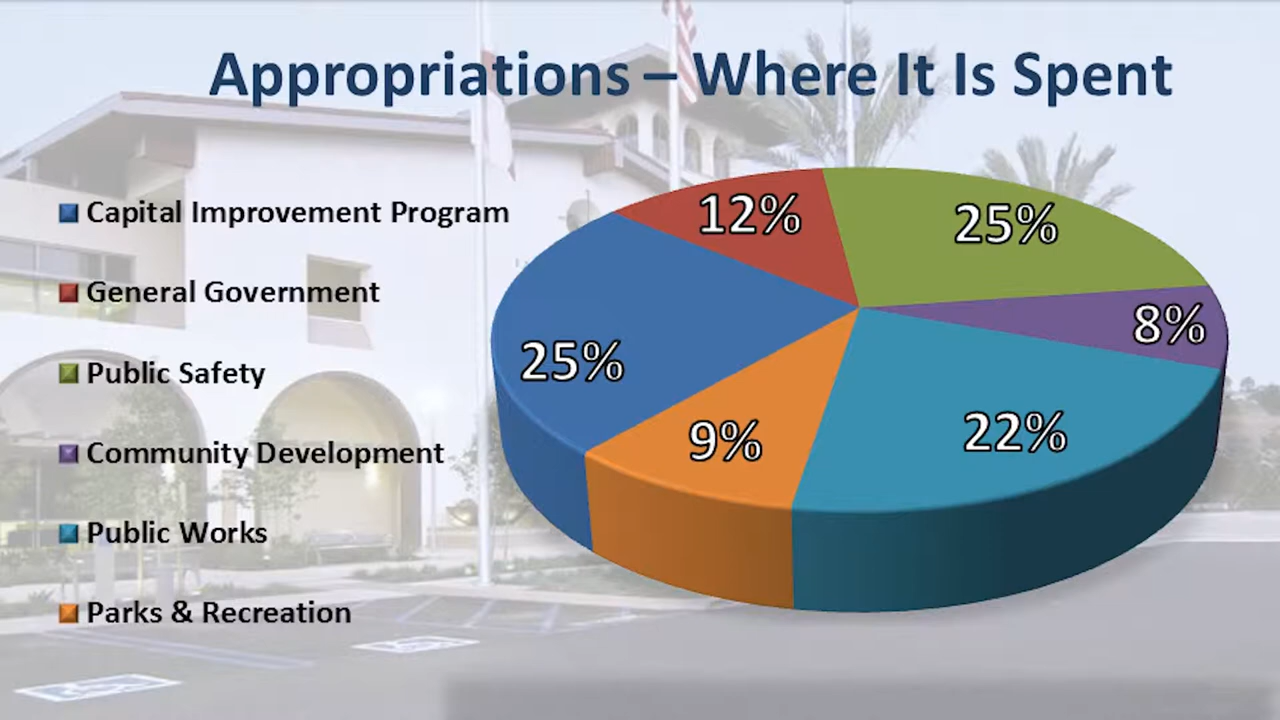 Appropriations – Where It Is Spent
Capital Improvement Program
General Government
Public Safety
Community Development
Public Works
Parks & Recreation
12%
25%
8%
25%
22%
9%